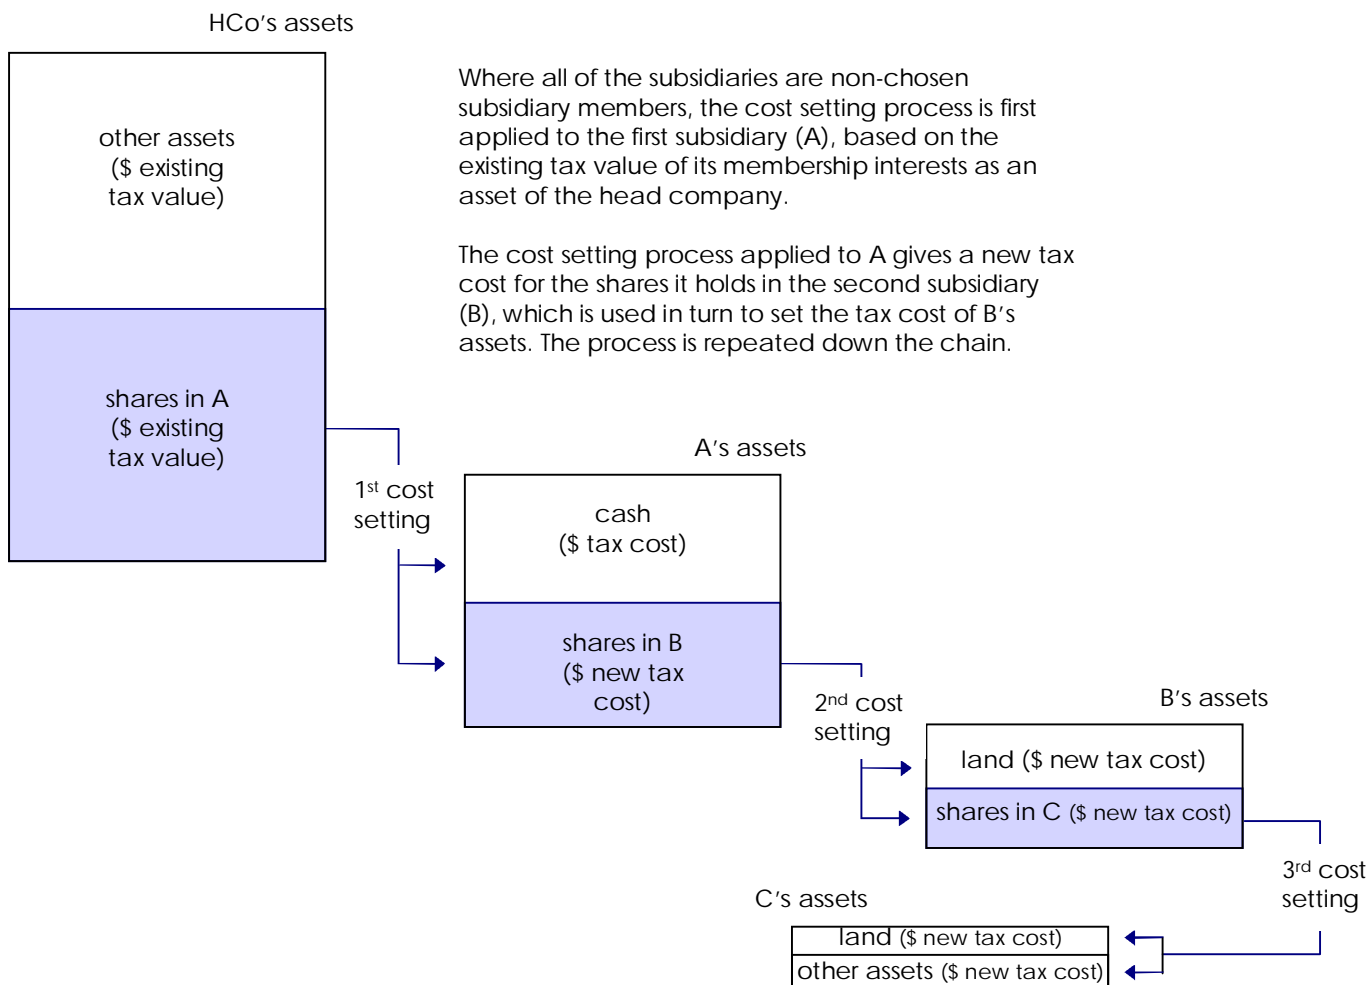 HCo’s assets
other assets
($ existing
tax value)
Where all of the subsidiaries are non-chosen
subsidiary members, the cost setting process is first
applied to the first subsidiary (A), based on the
existing tax value of its membership interests as an
asset of the head company.
The cost setting process applied to A gives a new tax
cost for the shares it holds in the second subsidiary
(B), which is used in turn to set the tax cost of B’s
assets. The process is repeated down the chain.
shares in A
($ existing
tax value)
1st cost
setting
A’s assets
cash
($ tax cost)
shares in B
($ new tax
cost)
2nd cost
setting
B’s assets
land ($ new tax cost)
shares in C ($ new tax cost)
3rd cost
setting
C’s assets
land ($ new tax cost)
other assets ($ new tax cost)